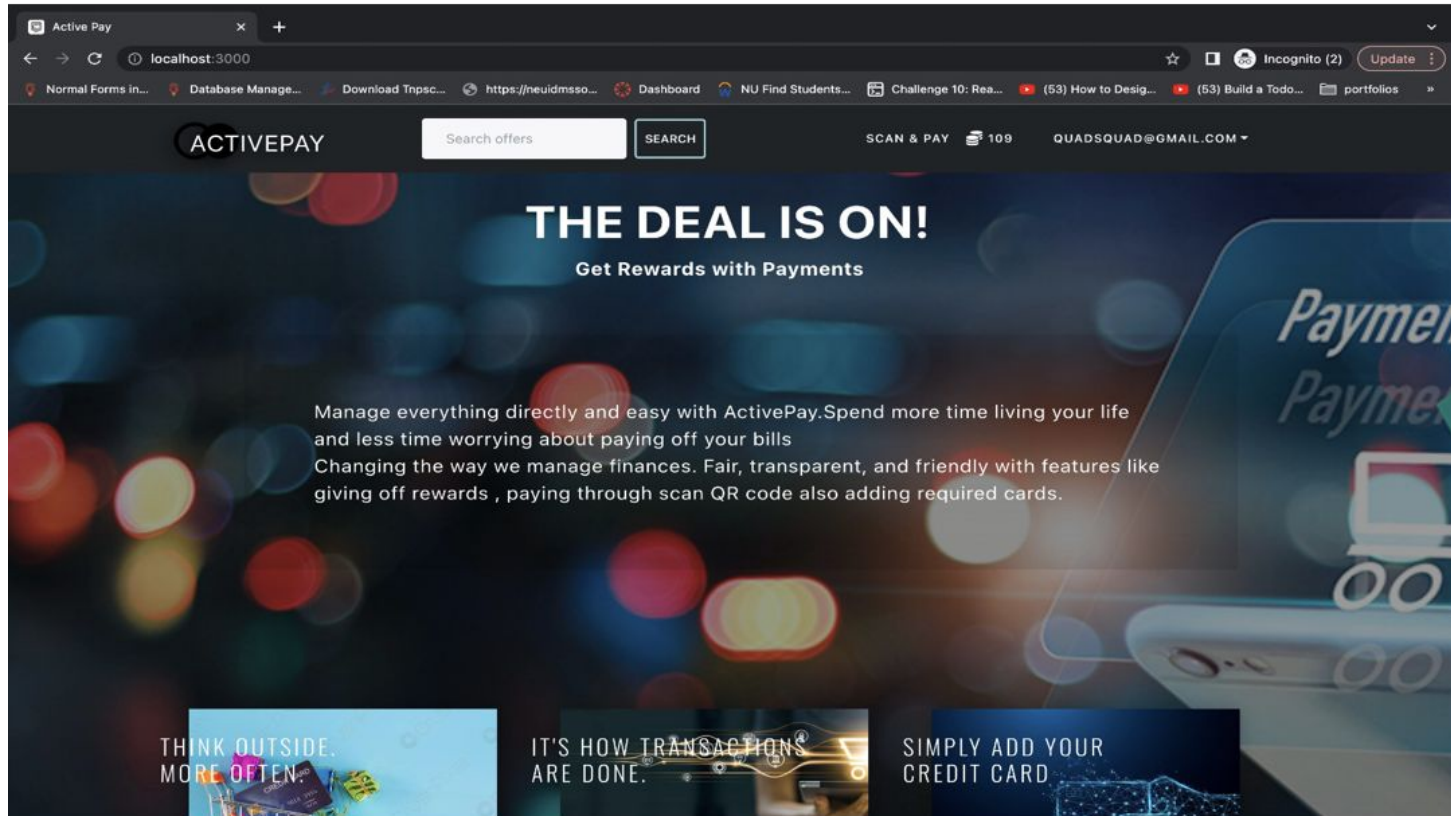 Active Pay
localhost:3000
Incognito (2)
Update
Normal Forms in...
Database Manage...
Download Tnpsc...
https://neuidmsso...
Dashboard
NU Find Students...
Challenge 10: Rea...
(53) How to Desig...
(53) Build a Todo...
portfolios
»
ACTIVEPAY
Search offers
SEARCH
SCAN & PAY
109
QUADSQUAD@GMAIL.COM
THE DEAL IS ON!
Get Rewards with Payments
Paymen
Paymen
Manage everything directly and easy with ActivePay.Spend more time living your life
and less time worrying about paying off your bills
Changing the way we manage finances. Fair, transparent, and friendly with features like
giving off rewards , paying through scan QR code also adding required cards.
THINK OUTSIDE.
MORE OFTEN.
CREDIT CARD
IT'S HOW TRANSACTIONS
ARE DONE.
SIMPLY ADD YOUR
CREDIT CARD